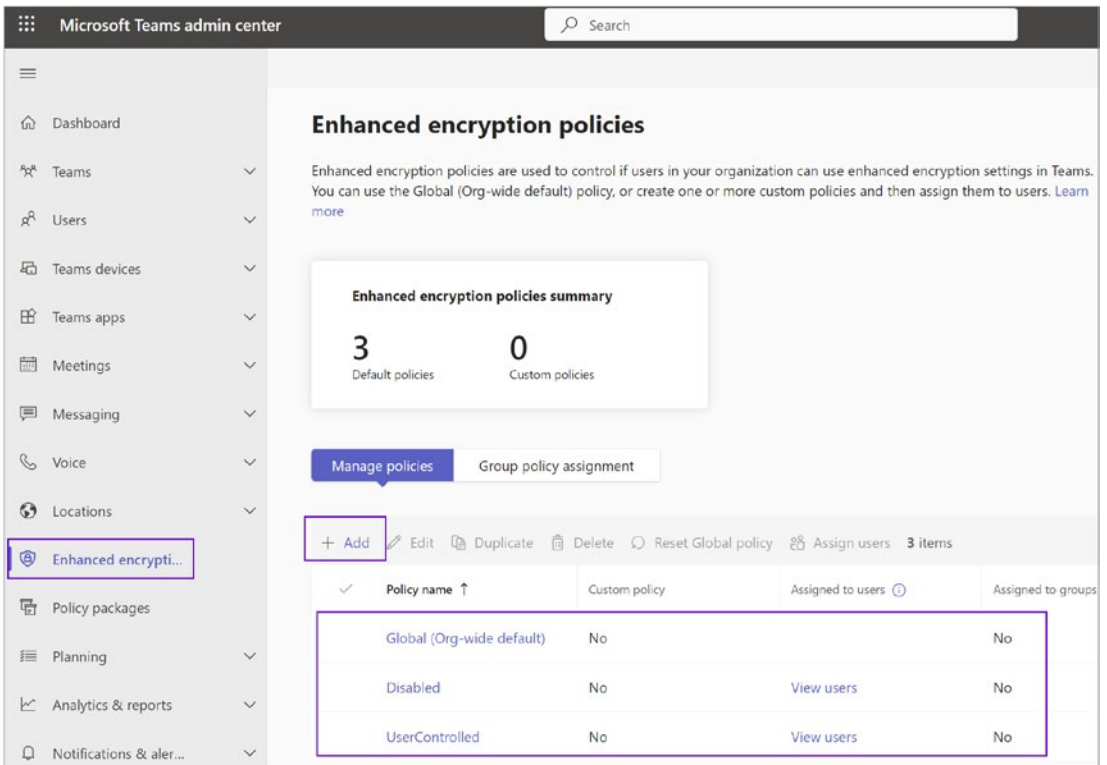 Microsoft Teams admin center
Search
Dashboard
Teams
Users
Teams devices
Teams apps
Meetings
Messaging
Voice
Locations
Enhanced encrypti...
Policy packages
Planning
Analytics & reports
Notifications & aler...
Enhanced encryption policies
Enhanced encryption policies are used to control if users in your organization can use enhanced encryption settings in Teams.
You can use the Global (Org-wide default) policy, or create one or more custom policies and then assign them to users. Learn
more
Enhanced encryption policies summary
3 0
Default policies Custom policies
Manage policies Group policy assignment
+ Add Edit Duplicate Delete Reset Global policy Assign users 3 items
Policy name ↑ Custom policy Assigned to users Assigned to groups
Global (Org-wide default) No No
Disabled No View users No
UserControlled No View users No